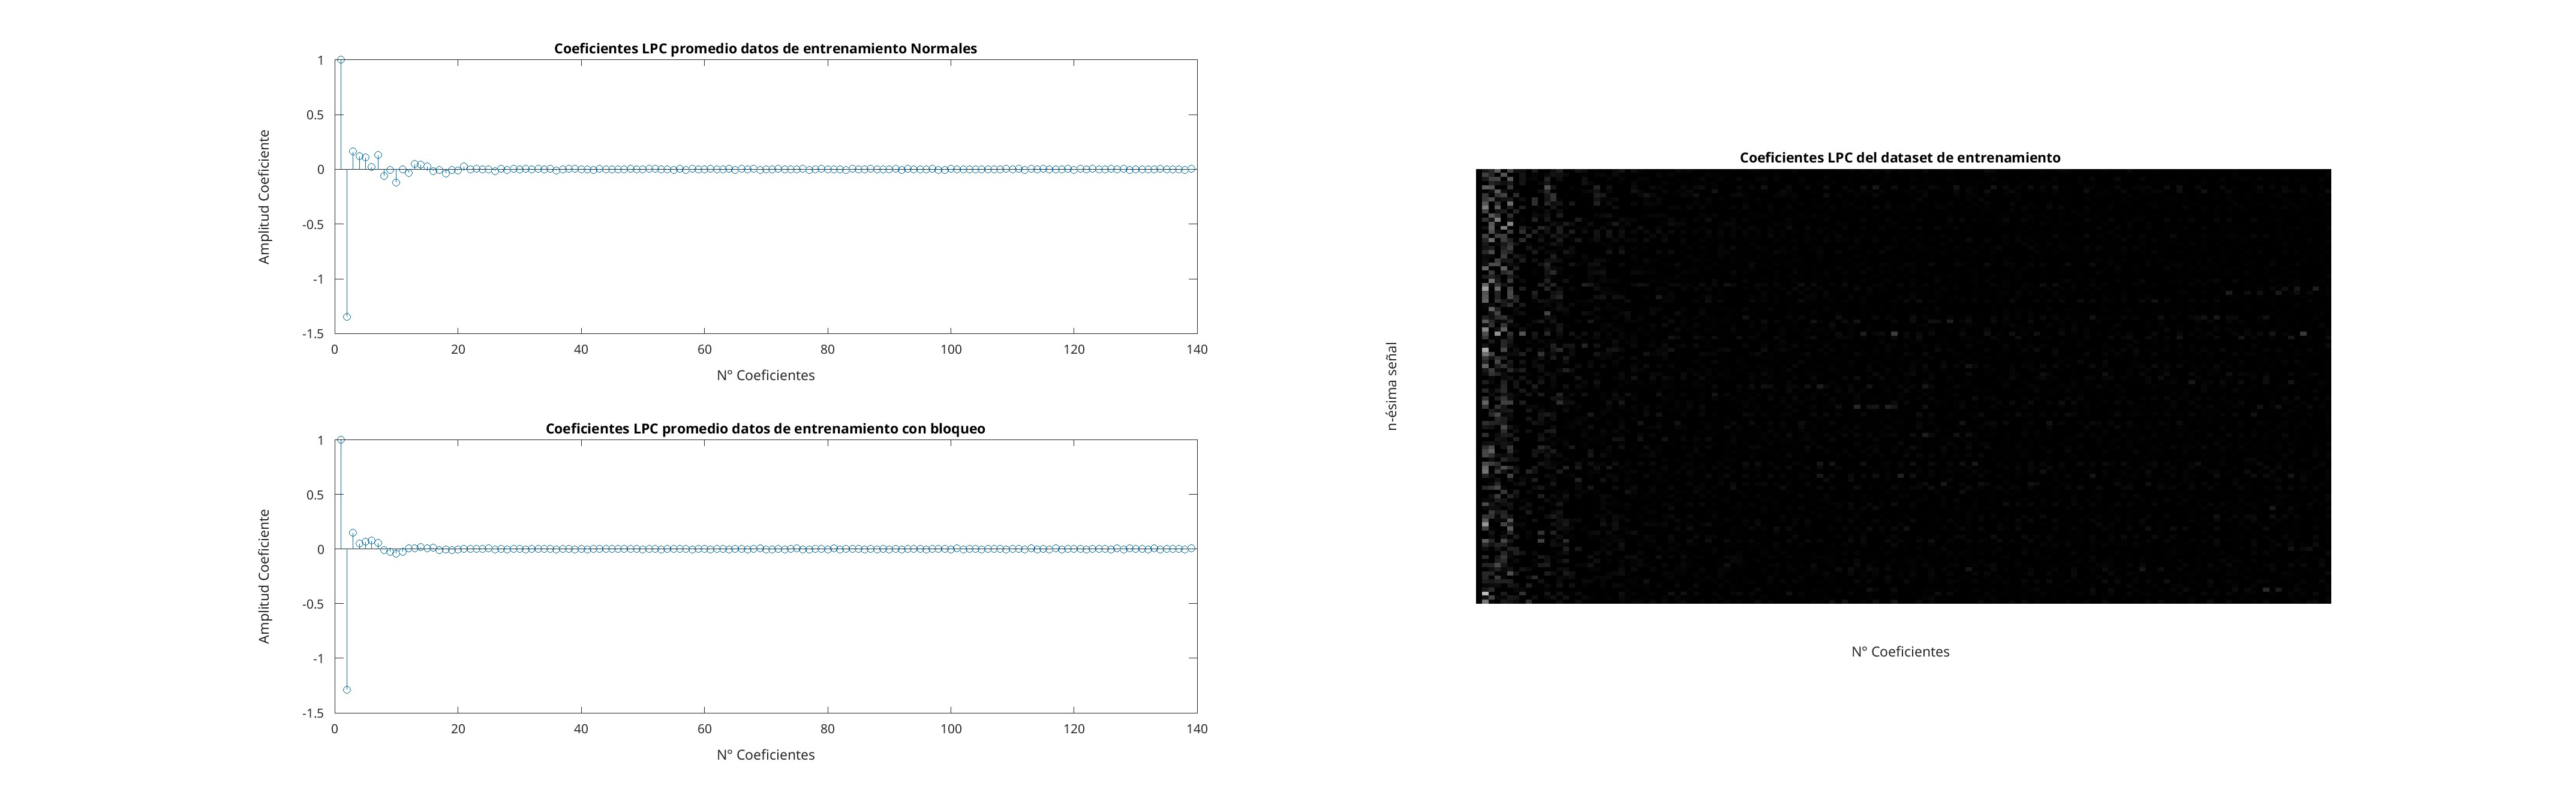 Coeficientes LPC promedio datos de entrenamiento Normales
1
0.5
0
-0.5
-1
-1.5
Amplitud Coeficiente
0 20 40 60 80 100 120 140
N° Coeficientes
Coeficientes LPC promedio datos de entrenamiento con bloqueo
1
0.5
0
-0.5
-1
-1.5
Amplitud Coeficiente
0 20 40 60 80 100 120 140
N° Coeficientes
Coeficientes LPC del dataset de entrenamiento
n-ésima señal
N° Coeficientes